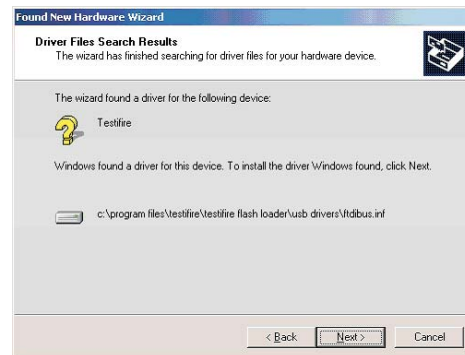 Found New Hardware Wizard
Driver Files Search Results
The wizard has finished searching for driver files for your hardware device.
The wizard found a driver for the following device:
Testifire
Windows found a driver for this device. To install the driver Windows found, click Next.
c:\program files\testifire\testifire flash loader\usb drivers\ftdibus.inf
< Back Next > Cancel